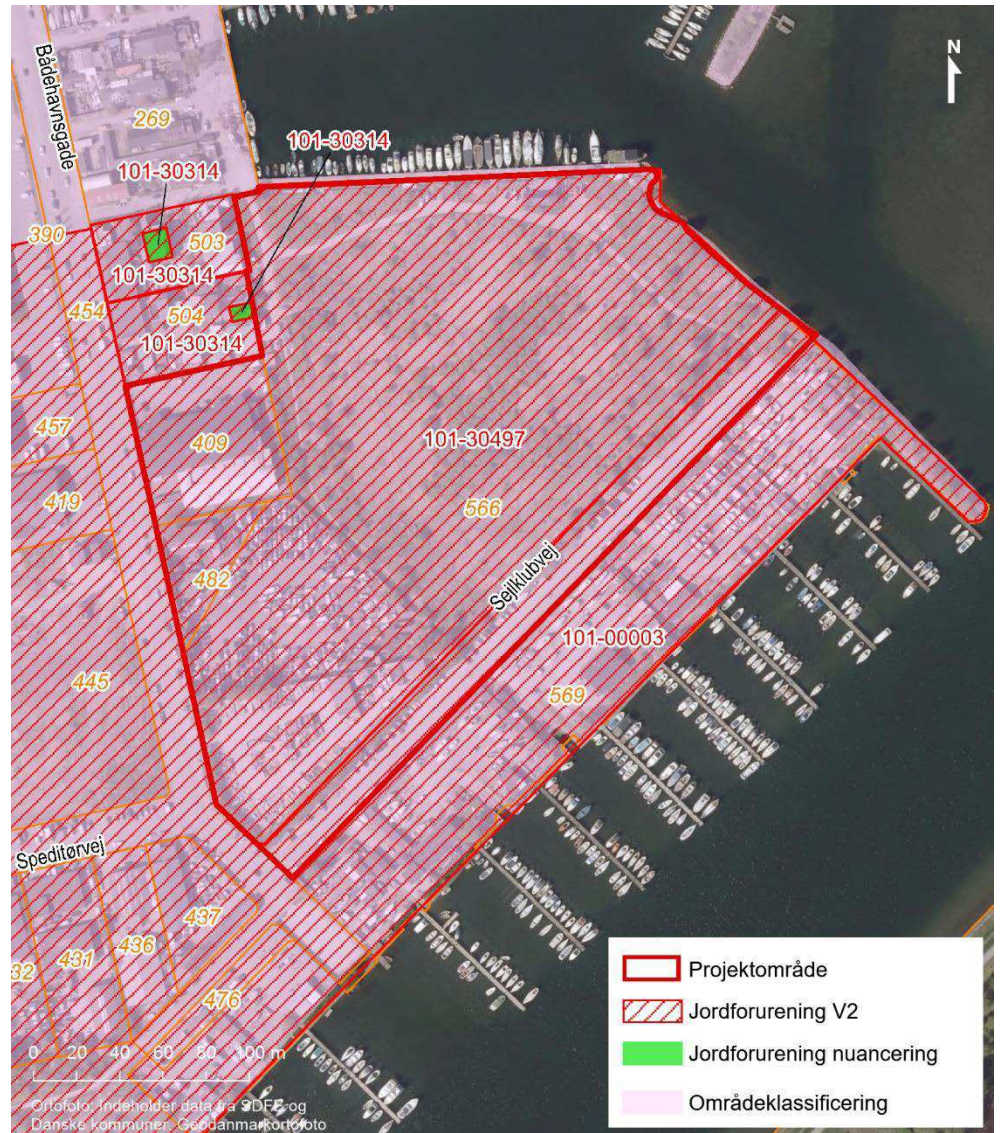 Bådehavnsgade
N
269
101-30314
101-30314
390
503
101-30314
454
504
101-30314
457
409
101-30497
419
566
482
Sejlklubvej
101-00003
569
445
Speditørvej
437
436
431
32
476
0 20 40 60 80 100 m
Ortofoto: Indeholder data fra SDFE og
Danske kommuner, Geodanmarkortofoto
Projektområde
Jordforurening V2
Jordforurening nuancering
Områdeklassificering